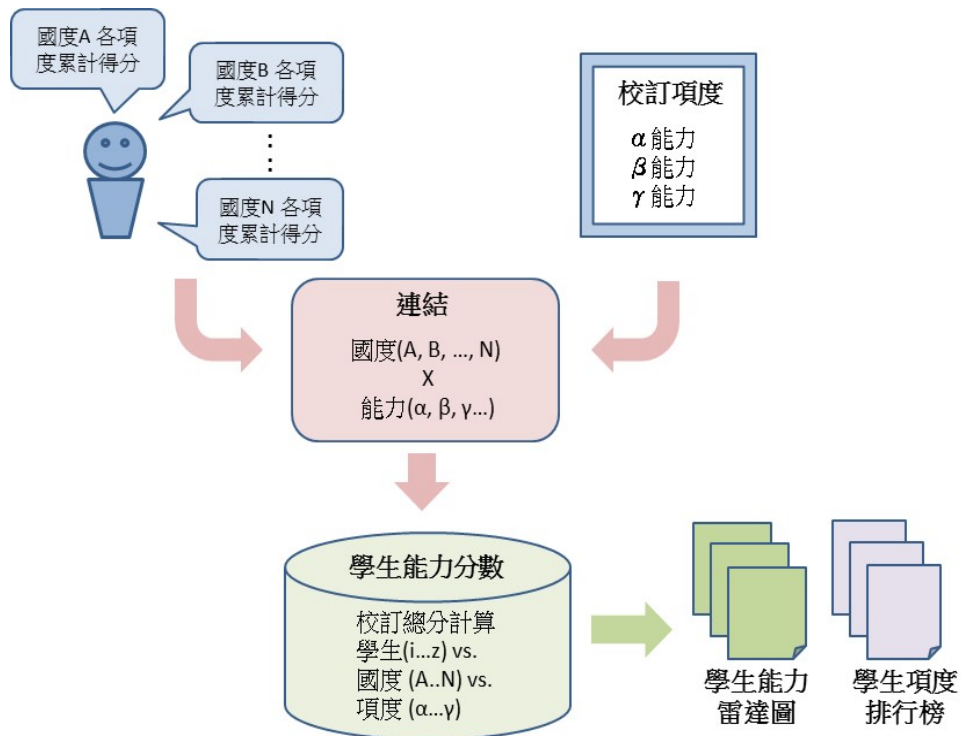 國度A 各項
度累計得分
國度B 各項
度累計得分
⋮
國度N 各項
度累計得分
校訂項度
α 能力
β 能力
γ 能力
連結
國度(A, B, ..., N)
X
能力(α, β, γ...)
學生能力分數
校訂總分計算
學生(i...z) vs.
國度 (A..N) vs.
項度 (α...γ)
學生能力
雷達圖
學生項度
排行榜